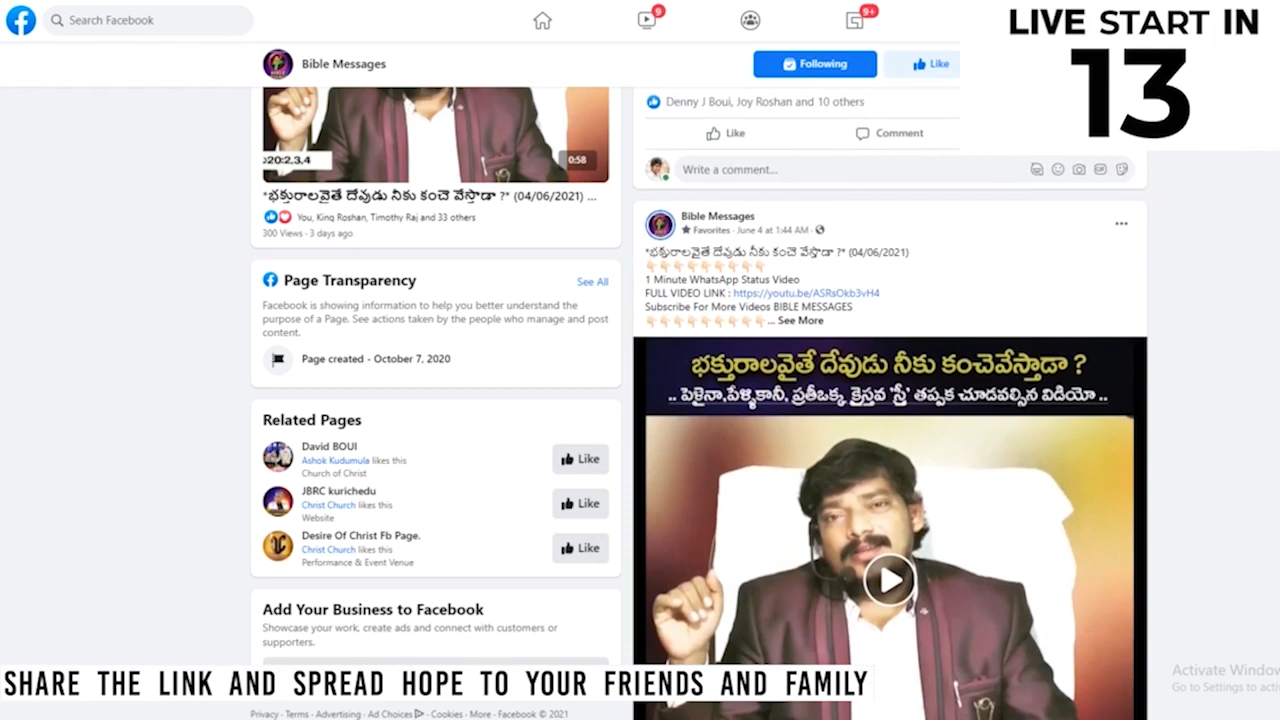 Search Facebook
9
9+
LIVE START IN
13
Bible Messages
Following
Like
020:2,3,4
0:58
*భక్తురాలవైతే దేవుడు నీకు కంచె వేస్తాడా ?* (04/06/2021) ...
You, King Roshan, Timothy Raj and 33 others
300 Views · 3 days ago
Page Transparency
See All
Facebook is showing information to help you better understand the
purpose of a Page. See actions taken by the people who manage and post
content.
Page created - October 7, 2020
Related Pages
David BOUI
Ashok Kudumula likes this
Church of Christ
Like
JBRC kurichedu
Christ Church likes this
Website
Like
Desire Of Christ Fb Page.
Christ Church likes this
Performance & Event Venue
Like
Add Your Business to Facebook
Showcase your work, create ads and connect with customers or
supporters.
Privacy · Terms · Advertising · Ad Choices · Cookies · More · Facebook © 2021
Denny J Boui, Joy Roshan and 10 others
Like
Comment
Write a comment...
GIF
Bible Messages
Favorites · June 4 at 1:44 AM ·
*భక్తురాలవైతే దేవుడు నీకు కంచె వేస్తాడా ?* (04/06/2021)
1 Minute WhatsApp Status Video
FULL VIDEO LINK : https://youtu.be/ASRsOkb3vH4
Subscribe For More Videos BIBLE MESSAGES
... See More
భక్తురాలవైతే దేవుడు నీకు కంచెవేస్తాడా ?
.. పెళైనా,పేళ్ళికానీ, ప్రతీఒక్క క్రైస్తవ 'స్త్రీ' తప్పక చూడవల్సిన విడియో ..
SHARE THE LINK AND SPREAD HOPE TO YOUR FRIENDS AND FAMILY
Activate Window
Go to Settings to acti